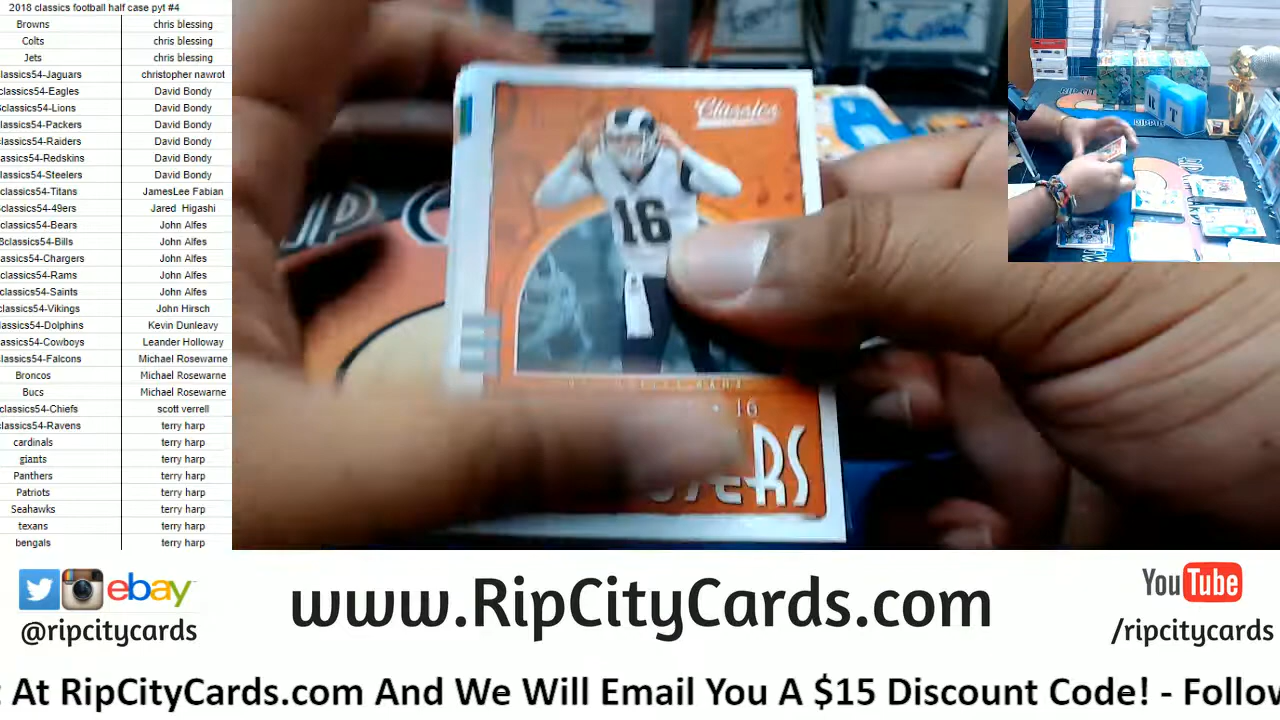 2018 classics football half case pyt #4
Browns chris blessing
Colts chris blessing
Jets chris blessing
classics54-Jaguars christopher nawrot
classics54-Eagles David Bondy
classics54-Lions David Bondy
classics54-Packers David Bondy
classics54-Raiders David Bondy
classics54-Redskins David Bondy
classics54-Steelers David Bondy
classics54-Titans JamesLee Fabian
classics54-49ers Jared Higashi
classics54-Bears John Alfes
classics54-Bills John Alfes
classics54-Chargers John Alfes
classics54-Rams John Alfes
classics54-Saints John Alfes
classics54-Vikings John Hirsch
classics54-Dolphins Kevin Dunleavy
classics54-Cowboys Leander Holloway
classics54-Falcons Michael Rosewarne
Broncos Michael Rosewarne
Bucs Michael Rosewarne
classics54-Chiefs scott verrell
classics54-Ravens terry harp
cardinals terry harp
giants terry harp
Panthers terry harp
Patriots terry harp
Seahawks terry harp
texans terry harp
bengals terry harp
Classics
16
• 16
ERS
ebay
@ripcitycards
www.RipCityCards.com
YouTube
/ripcitycards
At RipCityCards.com And We Will Email You A $15 Discount Code! - Follow